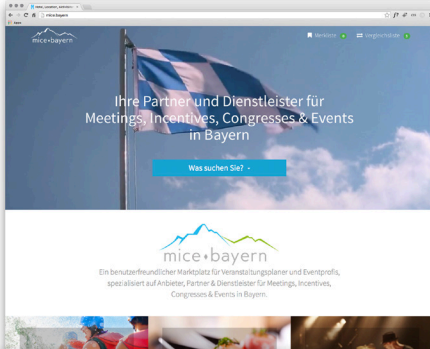 mice.bayern
mice•bayern
Merkliste
Vergleichsliste
Ihre Partner und Dienstleister für
Meetings, Incentives, Congresses & Events
in Bayern
Was suchen Sie?
mice•bayern
Ein benutzerfreundlicher Marktplatz für Veranstaltungsplaner und Eventprofis,
spezialisiert auf Anbieter, Partner & Dienstleister für Meetings, Incentives,
Congresses & Events in Bayern.